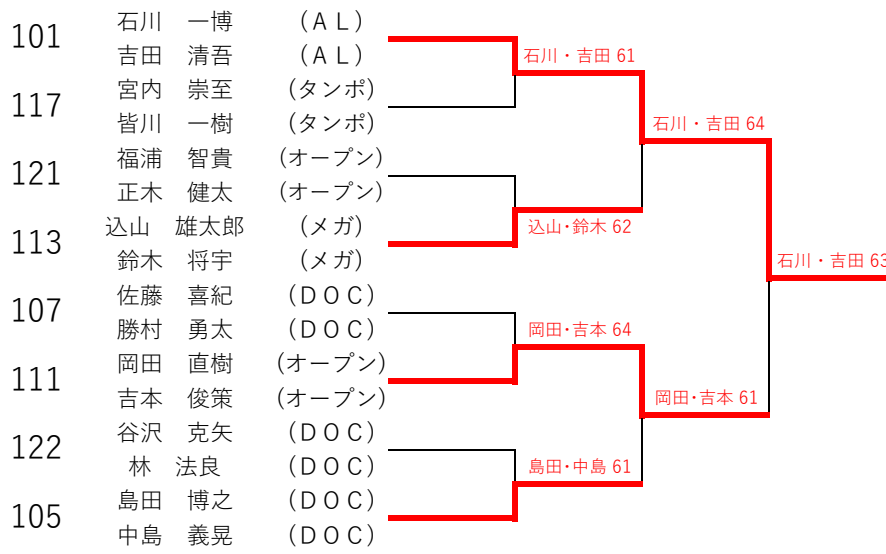 101
石川　一博　(ＡＬ)
吉田　清吾　(ＡＬ)
石川・吉田 61
117
宮内　崇至　(タンポ)
皆川　一樹　(タンポ)
石川・吉田 64
121
福浦　智貴　(オープン)
正木　健太　(オープン)
込山・鈴木 62
113
込山　雄太郎　(メガ)
鈴木　将宇　(メガ)
石川・吉田 63
107
佐藤　喜紀　(ＤＯＣ)
勝村　勇太　(ＤＯＣ)
岡田・吉本 64
111
岡田　直樹　(オープン)
吉本　俊策　(オープン)
岡田・吉本 61
122
谷沢　克矢　(ＤＯＣ)
林　法良　(ＤＯＣ)
島田・中島 61
105
島田　博之　(ＤＯＣ)
中島　義晃　(ＤＯＣ)